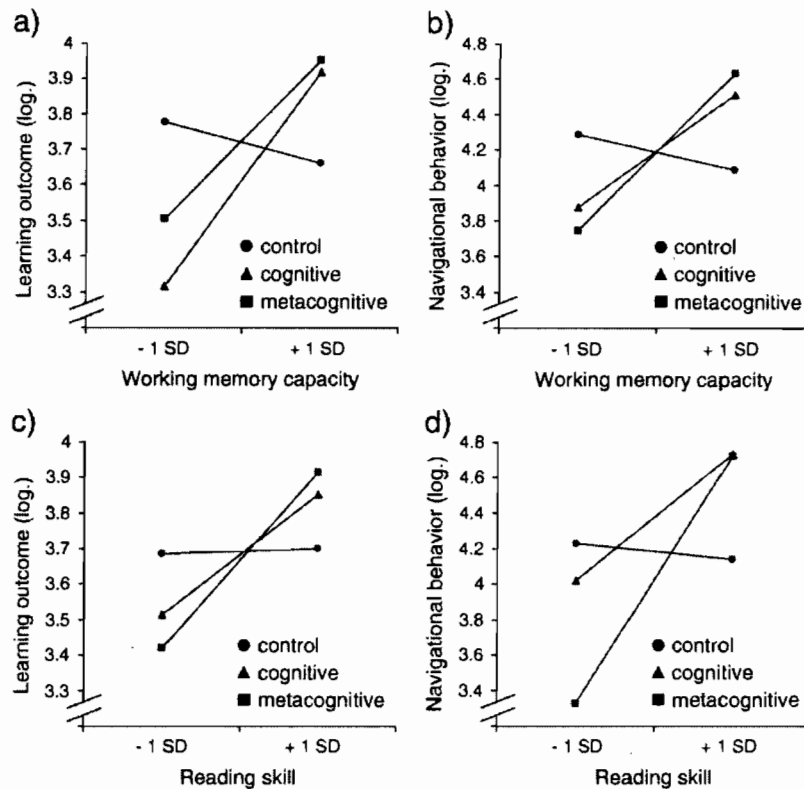 a)
Learning outcome (log.)
4
3.9
3.8
3.7
3.6
3.5
3.4
3.3
control
cognitive
metacognitive
- 1 SD + 1 SD
Working memory capacity
b)
Navigational behavior (log.)
4.8
4.6
4.4
4.2
4
3.8
3.6
3.4
control
cognitive
metacognitive
- 1 SD + 1 SD
Working memory capacity
c)
Learning outcome (log.)
4
3.9
3.8
3.7
3.6
3.5
3.4
3.3
control
cognitive
metacognitive
- 1 SD + 1 SD
Reading skill
d)
Navigational behavior (log.)
4.8
4.6
4.4
4.2
4
3.8
3.6
3.4
control
cognitive
metacognitive
- 1 SD + 1 SD
Reading skill